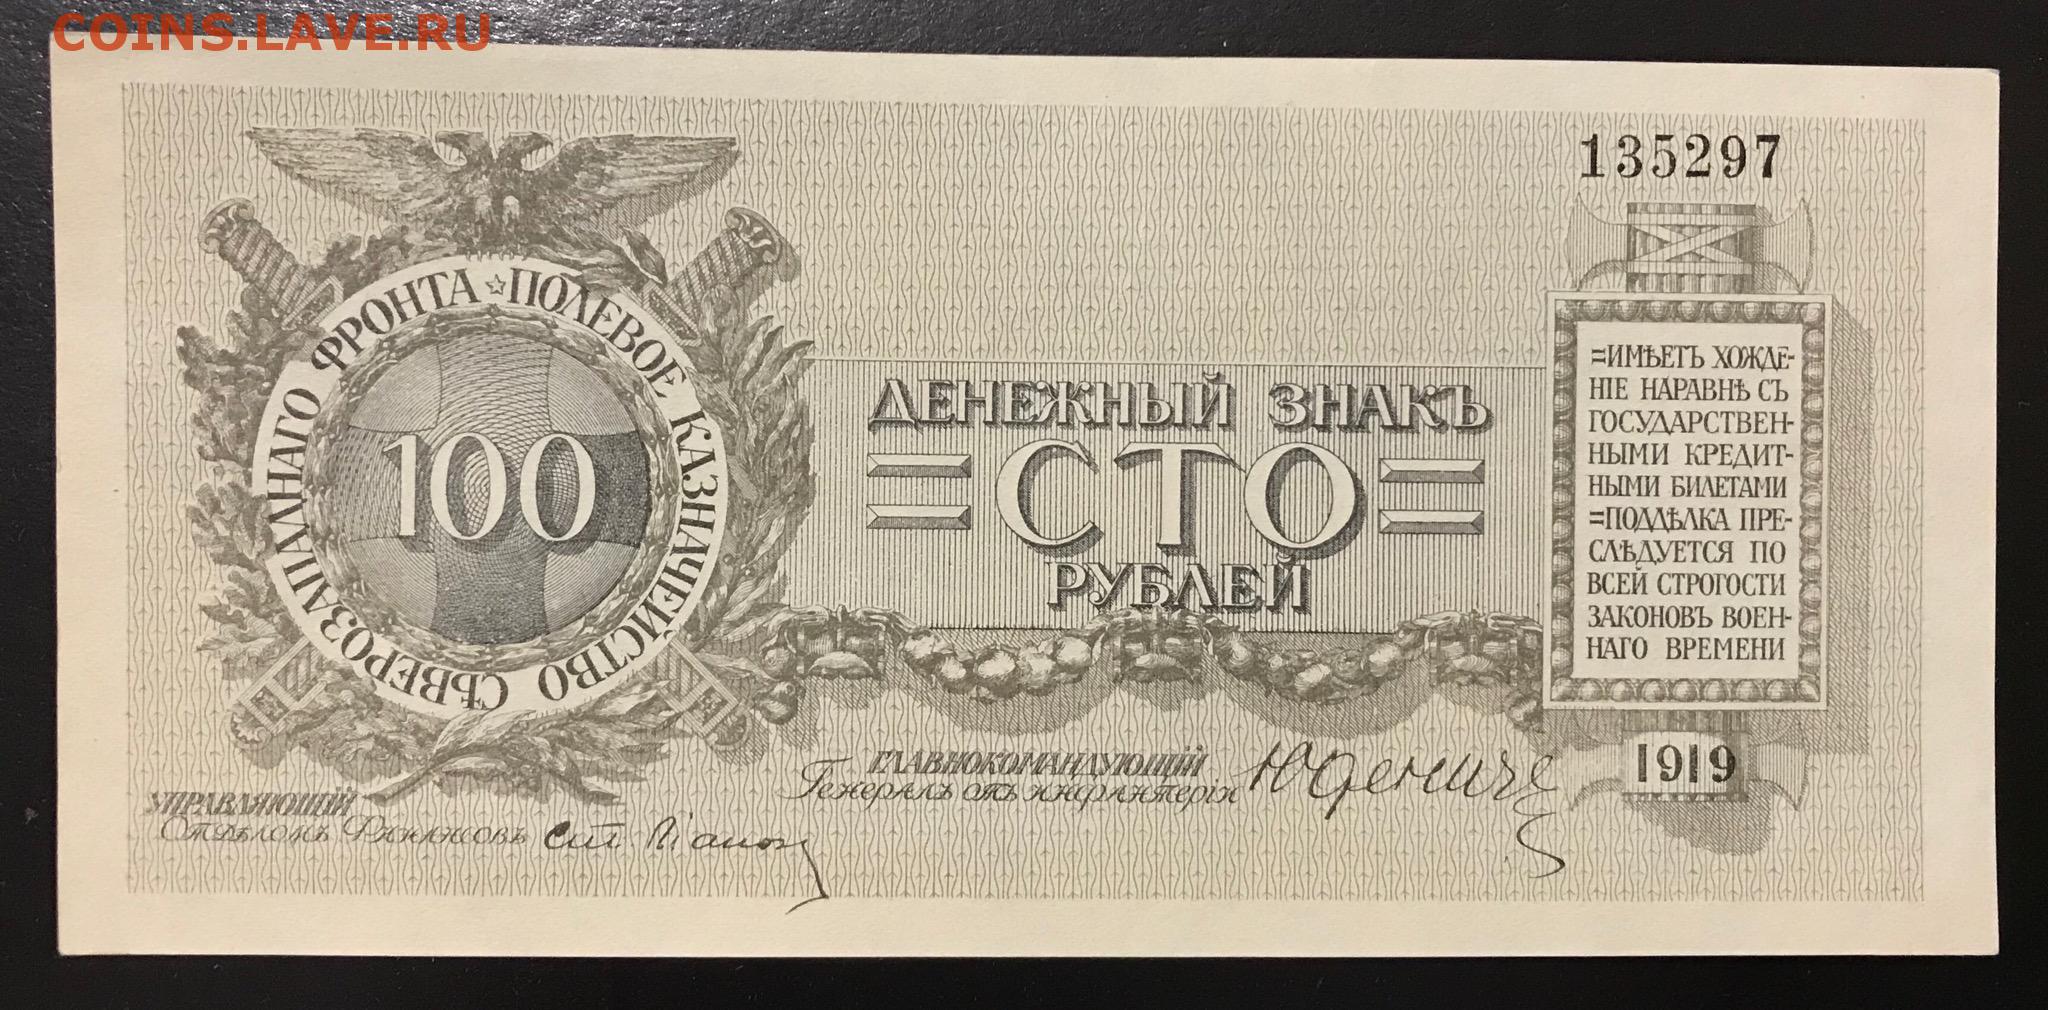 COINS.LAVE.RU
135297
ПОЛЕВОЕ КАЗНАЧЕЙСТВО СѢВЕРОЗАПАДНАГО ФРОНТА
100
ДЕНЕЖНЫЙ ЗНАКЪ
=СТО=
РУБЛЕЙ
=ИМѢЕТЪ ХОЖДЕ-
НІЕ НАРАВНѢ СЪ
ГОСУДАРСТВЕН-
НЫМИ КРЕДИТ-
НЫМИ БИЛЕТАМИ
=ПОДДѢЛКА ПРЕ-
СЛѢДУЕТСЯ ПО
ВСЕЙ СТРОГОСТИ
ЗАКОНОВЪ ВОЕН-
НАГО ВРЕМЕНИ
1919
ГЛАВНОКОМАНДУЮЩІЙ
Генералъ отъ инфантеріи Юденичъ
УПРАВЛЯЮЩІЙ
Отдѣломъ Финансовъ